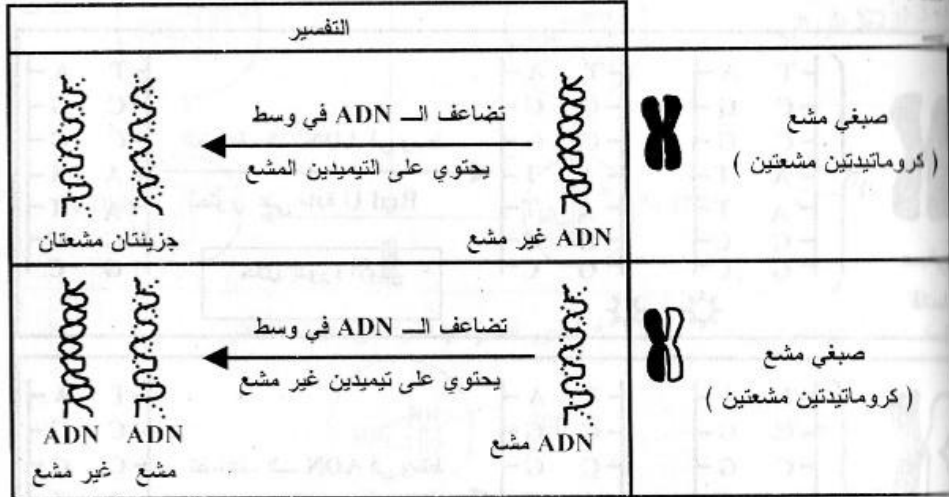 التفسير
صبغي مشع
( كروماتيدتين مشعتين )
تضاعف الـــ ADN في وسط
يحتوي على التيميدين المشع
ADN غير مشع
جزيئتان مشعتان
صبغي مشع
( كروماتيدتين مشعتين )
تضاعف الـــ ADN في وسط
يحتوي على تيميدين غير مشع
ADN مشع
ADN ADN
مشع غير مشع